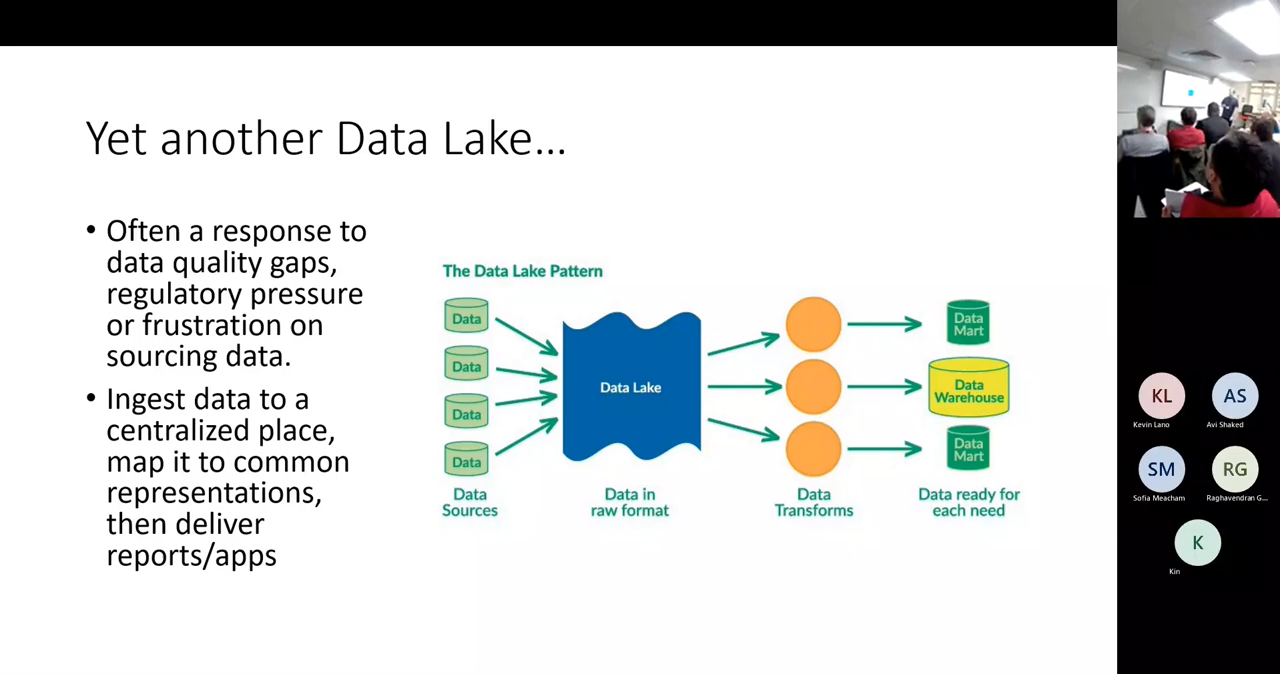 Yet another Data Lake...
• Often a response to
data quality gaps,
regulatory pressure
or frustration on
sourcing data.
• Ingest data to a
centralized place,
map it to common
representations,
then deliver
reports/apps
The Data Lake Pattern
Data
Data
Data
Data
Data Lake
Data
Mart
Data
Warehouse
Data
Mart
Data
Sources
Data in
raw format
Data
Transforms
Data ready for
each need
KL
Kevin Lano
AS
Avi Shaked
SM
Sofia Meacham
RG
Raghavendran G...
K
Kin